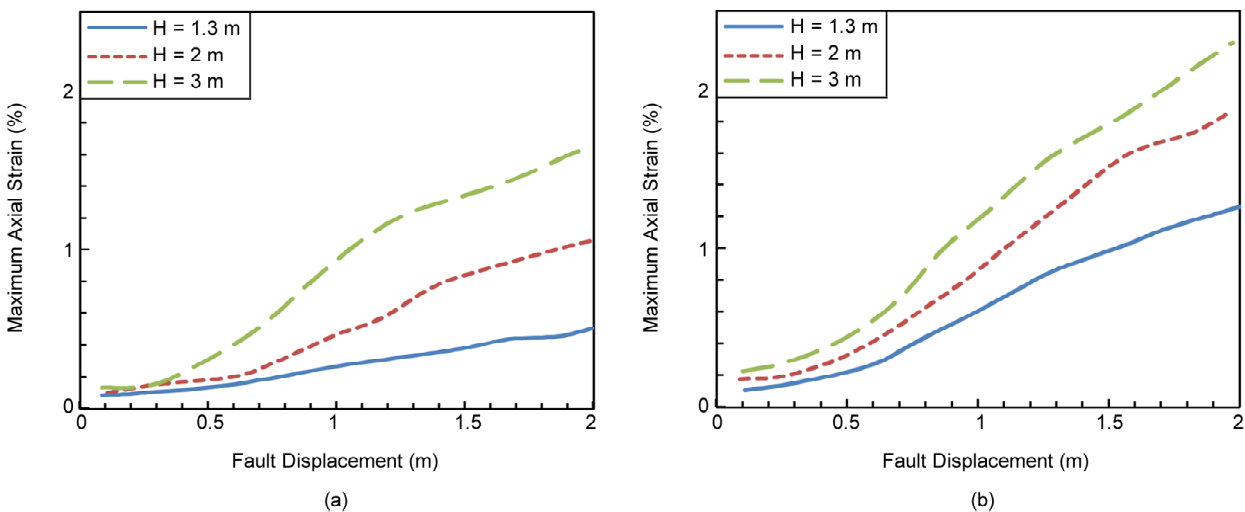 H = 1.3 m
H = 2 m
H = 3 m
Maximum Axial Strain (%)
2
1
0
0 0.5 1 1.5 2
Fault Displacement (m)
(a)
H = 1.3 m
H = 2 m
H = 3 m
Maximum Axial Strain (%)
2
1
0
0 0.5 1 1.5 2
Fault Displacement (m)
(b)